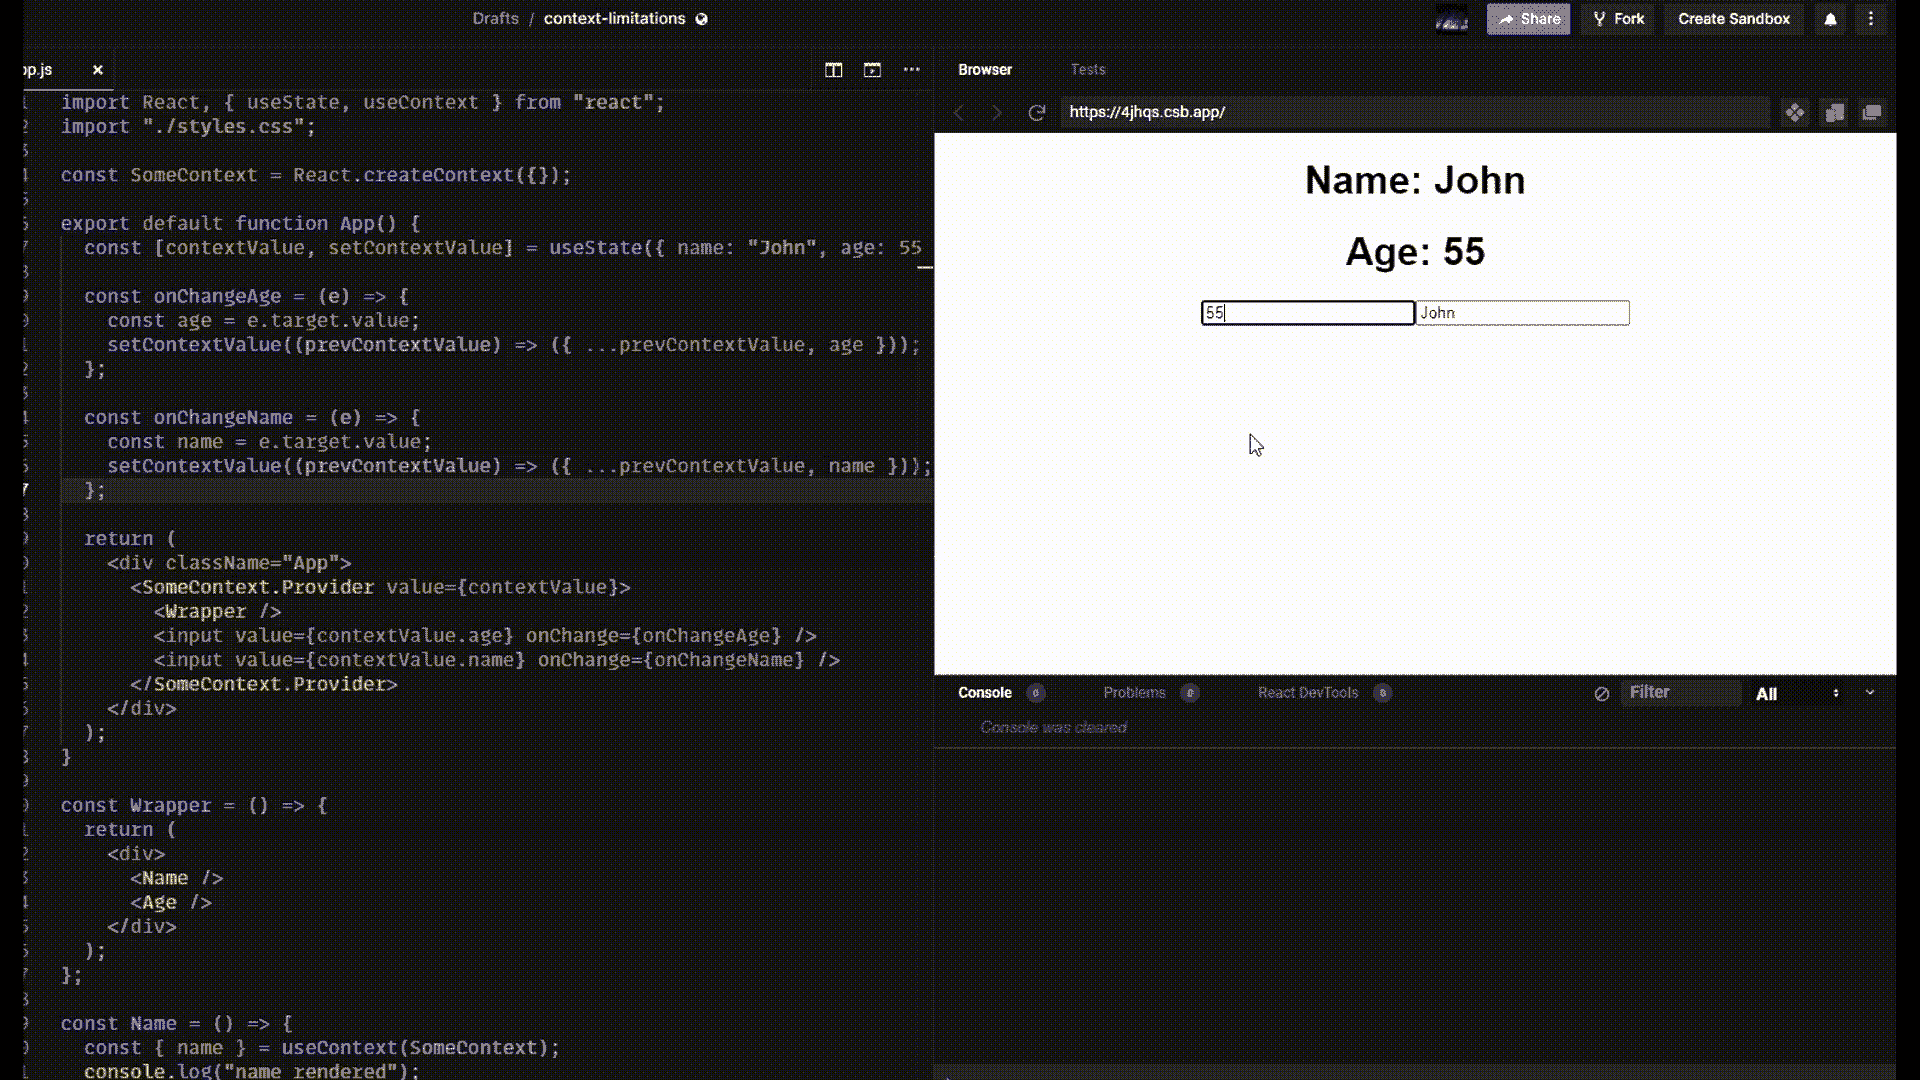 Drafts / context-limitations
Share
Fork
Create Sandbox
pp.js
import React, { useState, useContext } from "react";
import "./styles.css";
const SomeContext = React.createContext({});
export default function App() {
const [contextValue, setContextValue] = useState({ name: "John", age: 55
const onChangeAge = (e) => {
const age = e.target.value;
setContextValue((prevContextValue) => ({ ...prevContextValue, age }));
};
const onChangeName = (e) => {
const name = e.target.value;
setContextValue((prevContextValue) => ({ ...prevContextValue, name }));
};
return (
<div className="App">
<SomeContext.Provider value={contextValue}>
<Wrapper />
<input value={contextValue.age} onChange={onChangeAge} />
<input value={contextValue.name} onChange={onChangeName} />
</SomeContext.Provider>
</div>
);
}
const Wrapper = () => {
return (
<div>
<Name />
<Age />
</div>
);
};
const Name = () => {
const { name } = useContext(SomeContext);
console.log("name rendered");
Browser
Tests
https://4jhqs.csb.app/
Name: John
Age: 55
55
John
Console 0
Problems 0
React DevTools 0
Filter
All
Console was cleared